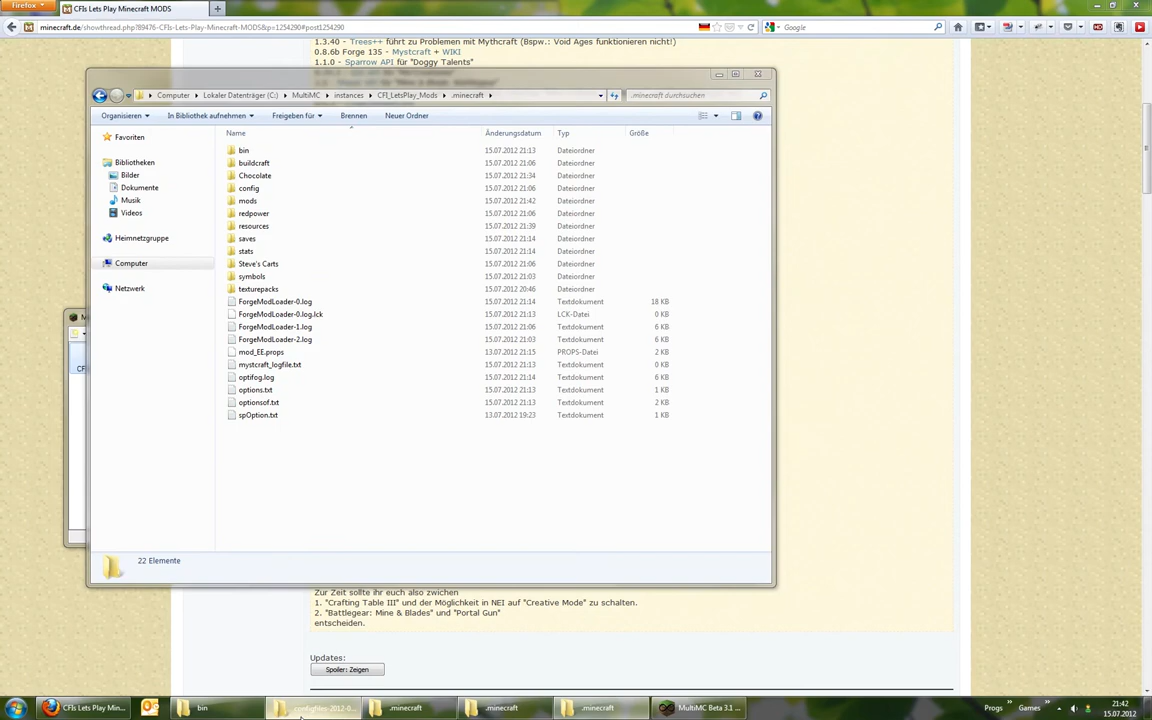 Firefox
CFIs Lets Play Minecraft MODS
minecraft.de/showthread.php?89476-CFIs-Lets-Play-Minecraft-MODS&p=1254290#post1254290
Google
1.3.40 - Trees++ führt zu Problemen mit Mythcraft (Bspw.: Void Ages funktionieren nicht!)
0.8.6b Forge 135 - Mystcraft + WIKI
1.1.0 - Sparrow API für "Doggy Talents"
Computer
Lokaler Datenträger (C:)
MultiMC
instances
CFI_LetsPlay_Mods
.minecraft
.minecraft durchsuchen
Organisieren
In Bibliothek aufnehmen
Freigeben für
Brennen
Neuer Ordner
Favoriten
Bibliotheken
Bilder
Dokumente
Musik
Videos
Heimnetzgruppe
Computer
Netzwerk
Name Änderungsdatum Typ Größe
bin 15.07.2012 21:13 Dateiordner
buildcraft 15.07.2012 21:06 Dateiordner
Chocolate 15.07.2012 21:34 Dateiordner
config 15.07.2012 21:06 Dateiordner
mods 15.07.2012 21:42 Dateiordner
redpower 15.07.2012 21:06 Dateiordner
resources 15.07.2012 21:39 Dateiordner
saves 15.07.2012 21:14 Dateiordner
stats 15.07.2012 21:14 Dateiordner
Steve's Carts 15.07.2012 21:06 Dateiordner
symbols 15.07.2012 21:03 Dateiordner
texturepacks 15.07.2012 20:46 Dateiordner
ForgeModLoader-0.log 15.07.2012 21:14 Textdokument 18 KB
ForgeModLoader-0.log.lck 15.07.2012 21:13 LCK-Datei 0 KB
ForgeModLoader-1.log 15.07.2012 21:06 Textdokument 6 KB
ForgeModLoader-2.log 15.07.2012 21:03 Textdokument 6 KB
mod_EE.props 13.07.2012 21:15 PROPS-Datei 2 KB
mystcraft_logfile.txt 15.07.2012 21:13 Textdokument 0 KB
optifog.log 15.07.2012 21:14 Textdokument 6 KB
options.txt 15.07.2012 21:13 Textdokument 1 KB
optionsof.txt 15.07.2012 21:13 Textdokument 2 KB
spOption.txt 13.07.2012 19:23 Textdokument 1 KB
22 Elemente
Zur Zeit sollte ihr euch also zwichen
1. "Crafting Table III" und der Möglichkeit in NEI auf "Creative Mode" zu schalten.
2. "Battlegear: Mine & Blades" und "Portal Gun"
entscheiden.
Updates:
Spoiler: Zeigen
CFIs Lets Play Min...
bin
configfiles-2012-0...
.minecraft
.minecraft
.minecraft
MultiMC Beta 3.1 ...
Progs
Games
21:42
15.07.2012